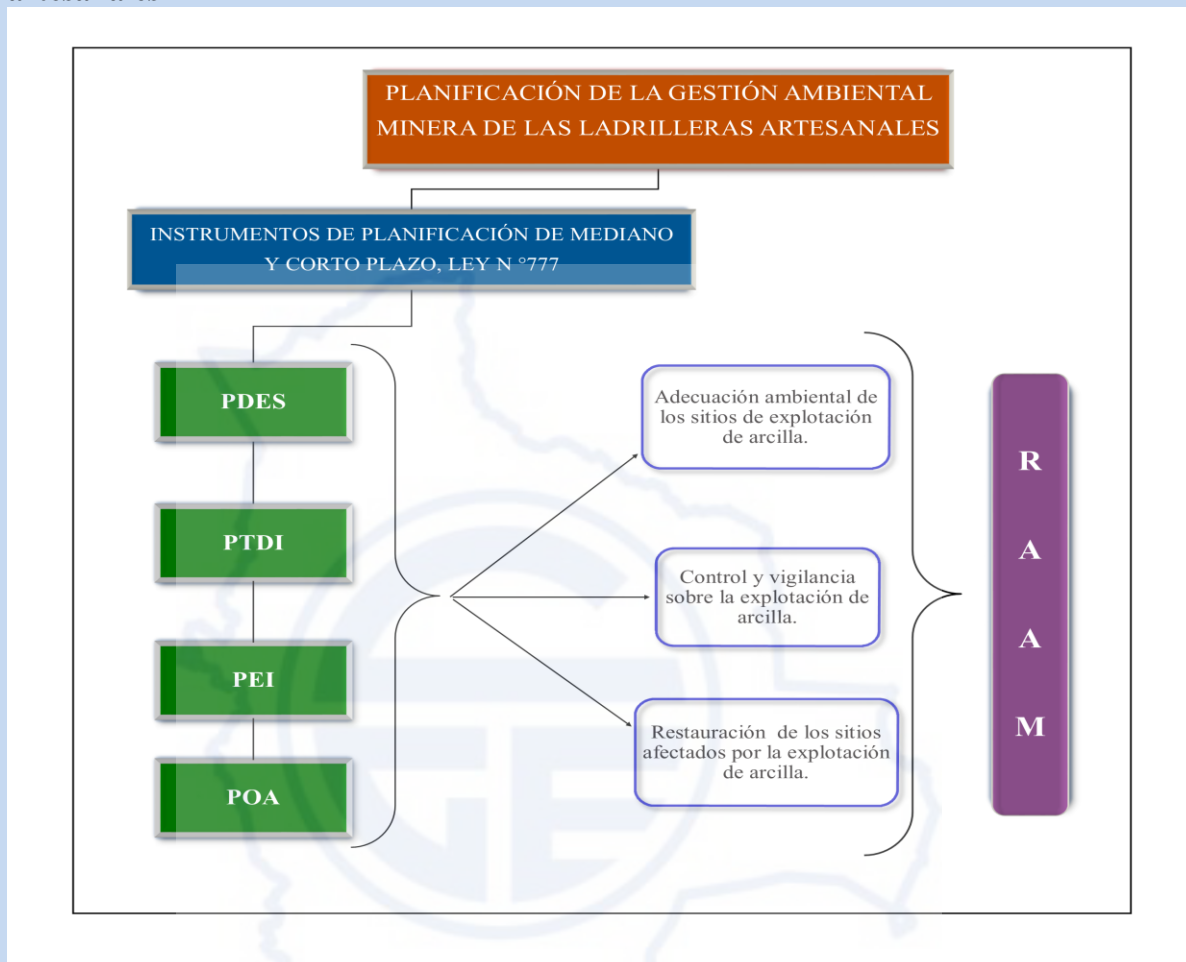 PLANIFICACIÓN DE LA GESTIÓN AMBIENTAL
MINERA DE LAS LADRILLERAS ARTESANALES
INSTRUMENTOS DE PLANIFICACIÓN DE MEDIANO
Y CORTO PLAZO, LEY N °777
PDES
PTDI
PEI
POA
Adecuación ambiental de
los sitios de explotación
de arcilla.
Control y vigilancia
sobre la explotación de
arcilla.
Restauración de los sitios
afectados por la explotación
de arcilla.
R
A
A
M